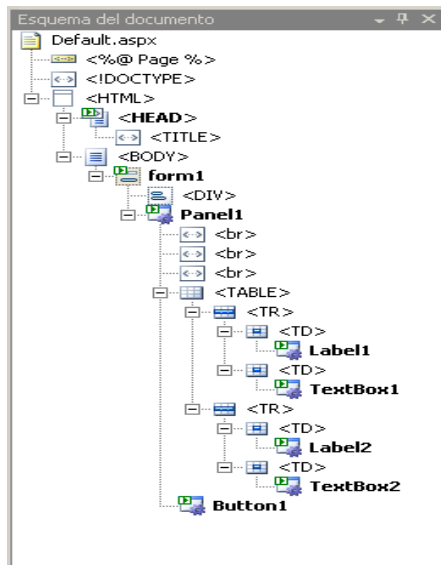 Esquema del documento
Default.aspx
<%@ Page %>
<!DOCTYPE>
<HTML>
<HEAD>
<TITLE>
<BODY>
form1
<DIV>
Panel1
<br>
<br>
<br>
<TABLE>
<TR>
<TD>
Label1
<TD>
TextBox1
<TR>
<TD>
Label2
<TD>
TextBox2
Button1